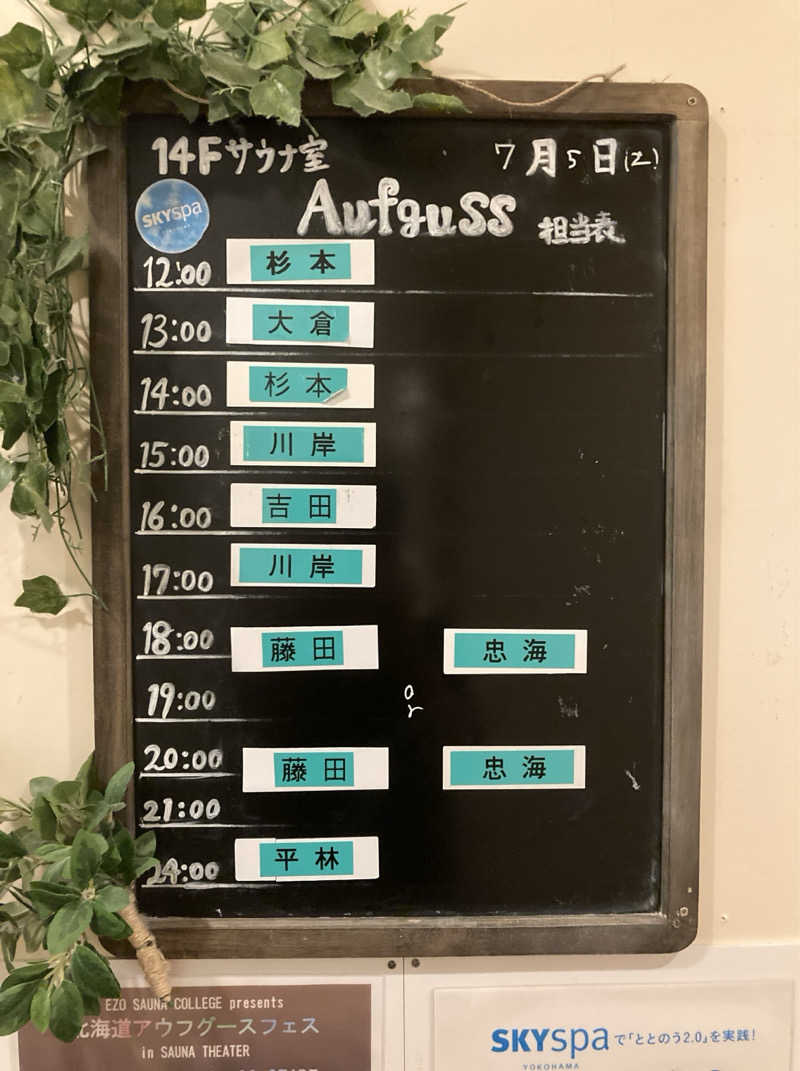 14Fサウナ室 7月5日(土)
SKYspa
Aufguss 担当表
12:00 杉本
13:00 大倉
14:00 杉本
15:00 川岸
16:00 吉田
17:00 川岸
18:00 藤田 忠海
19:00 or
20:00 藤田 忠海
21:00
24:00 平林
EZO SAUNA COLLEGE presents
北海道アウフグースフェス
in SAUNA THEATER
SKYspaで「ととのう2.0」を実践!
YOKOHAMA